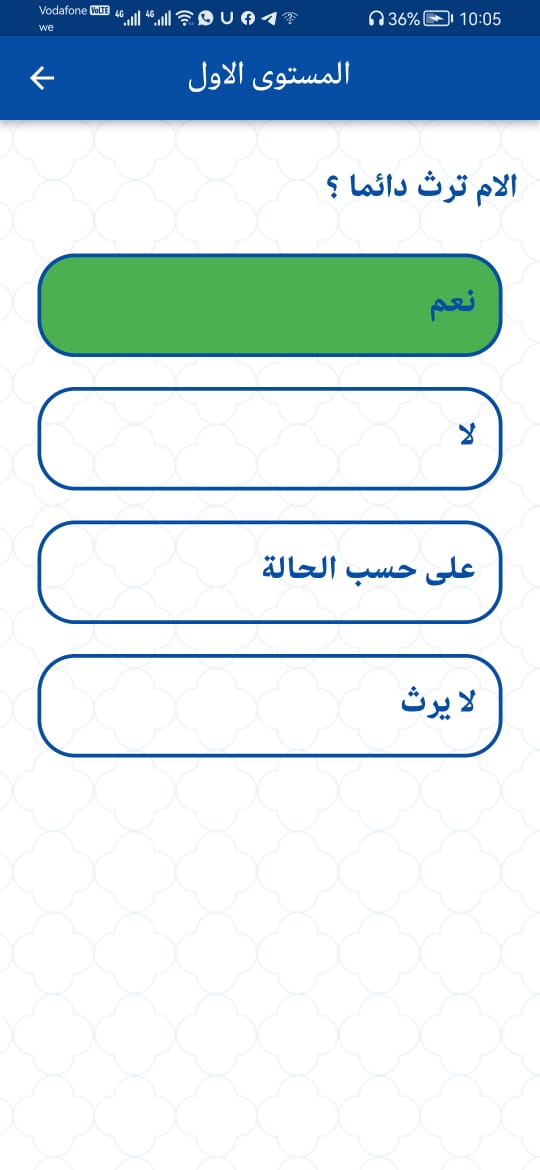 Vodafone VoLTE 4G 4G 36% 10:05
we
المستوى الاول
الام ترث دائما ؟
نعم
لا
على حسب الحالة
لا يرث